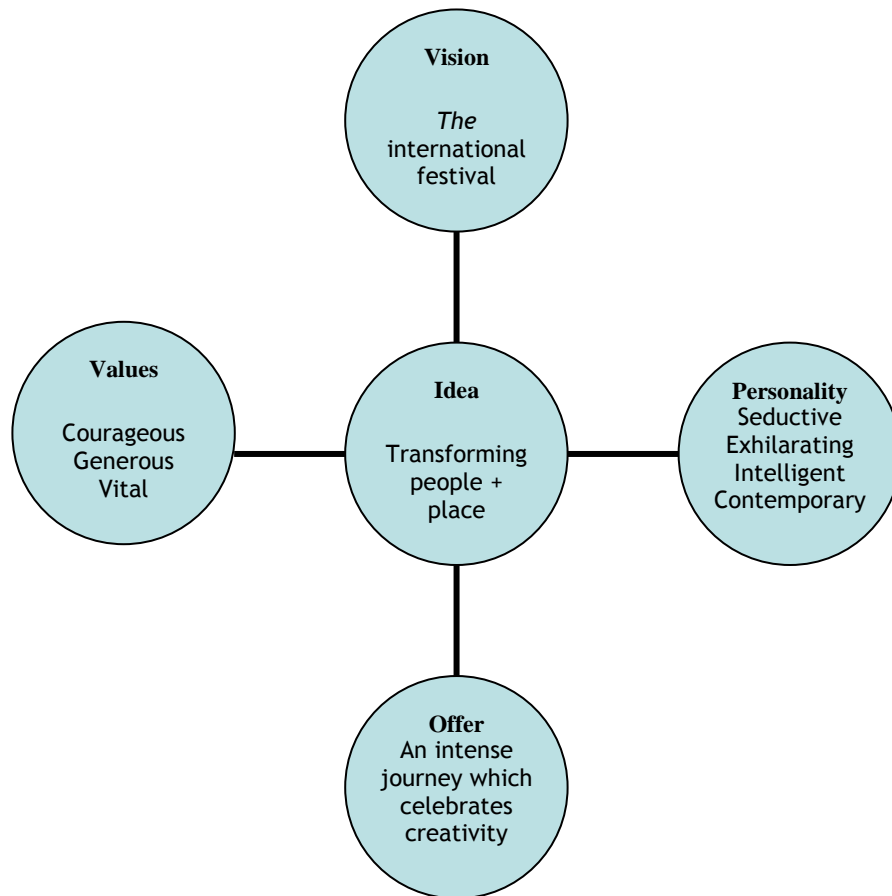 Vision
The
international
festival
Values
Courageous
Generous
Vital
Idea
Transforming
people +
place
Personality
Seductive
Exhilarating
Intelligent
Contemporary
Offer
An intense
journey which
celebrates
creativity